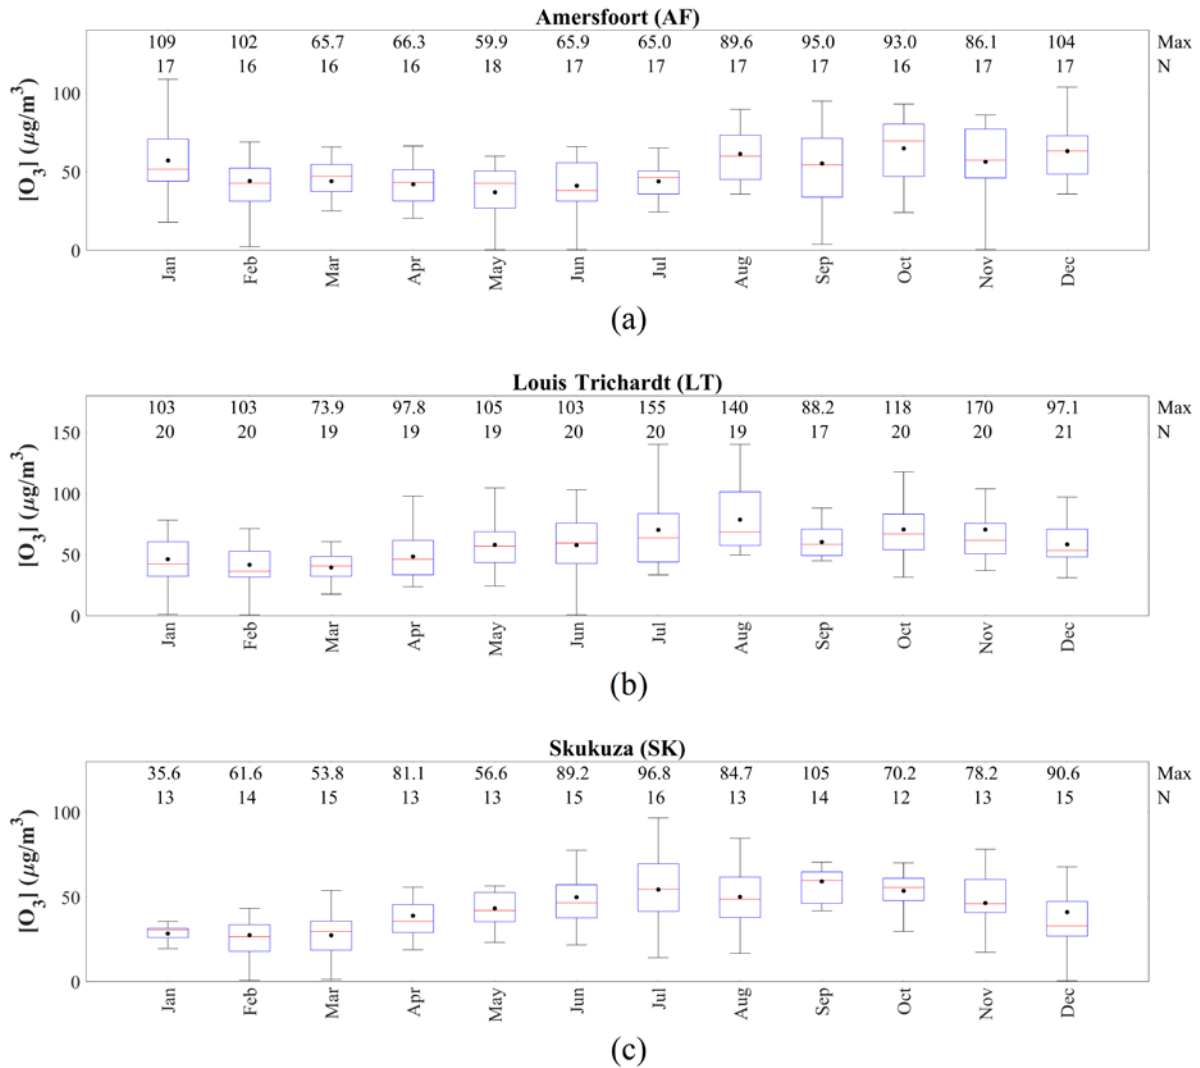 Amersfoort (AF)
109 102 65.7 66.3 59.9 65.9 65.0 89.6 95.0 93.0 86.1 104 Max
17 16 16 16 18 17 17 17 17 16 17 17 N
100
50
0
[O3] (µg/m³)
Jan Feb Mar Apr May Jun Jul Aug Sep Oct Nov Dec
(a)
Louis Trichardt (LT)
103 103 73.9 97.8 105 103 155 140 88.2 118 170 97.1 Max
20 20 19 19 19 20 20 19 17 20 20 21 N
150
100
50
0
[O3] (µg/m³)
Jan Feb Mar Apr May Jun Jul Aug Sep Oct Nov Dec
(b)
Skukuza (SK)
35.6 61.6 53.8 81.1 56.6 89.2 96.8 84.7 105 70.2 78.2 90.6 Max
13 14 15 13 13 15 16 13 14 12 13 15 N
100
50
0
[O3] (µg/m³)
Jan Feb Mar Apr May Jun Jul Aug Sep Oct Nov Dec
(c)